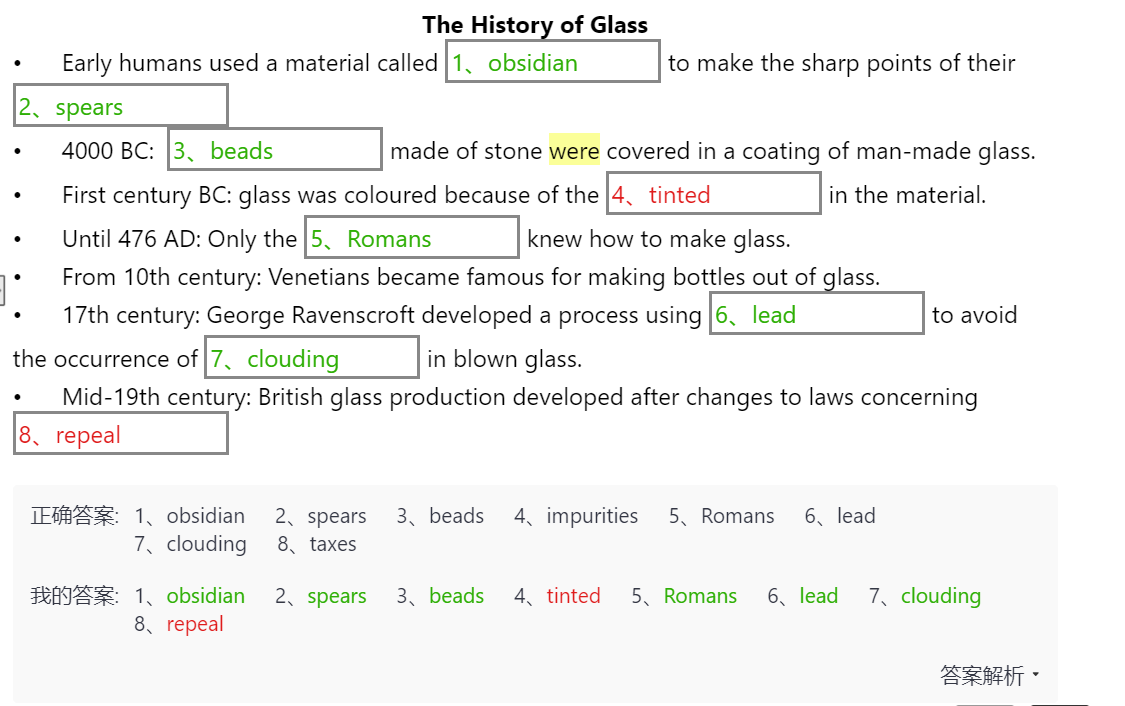 The History of Glass
• Early humans used a material called 1、obsidian to make the sharp points of their
2、spears
• 4000 BC: 3、beads made of stone were covered in a coating of man-made glass.
• First century BC: glass was coloured because of the 4、tinted in the material.
• Until 476 AD: Only the 5、Romans knew how to make glass.
• From 10th century: Venetians became famous for making bottles out of glass.
• 17th century: George Ravenscroft developed a process using 6、lead to avoid
the occurrence of 7、clouding in blown glass.
• Mid-19th century: British glass production developed after changes to laws concerning
8、repeal
正确答案: 1、obsidian 2、spears 3、beads 4、impurities 5、Romans 6、lead
7、clouding 8、taxes
我的答案: 1、obsidian 2、spears 3、beads 4、tinted 5、Romans 6、lead 7、clouding
8、repeal
答案解析